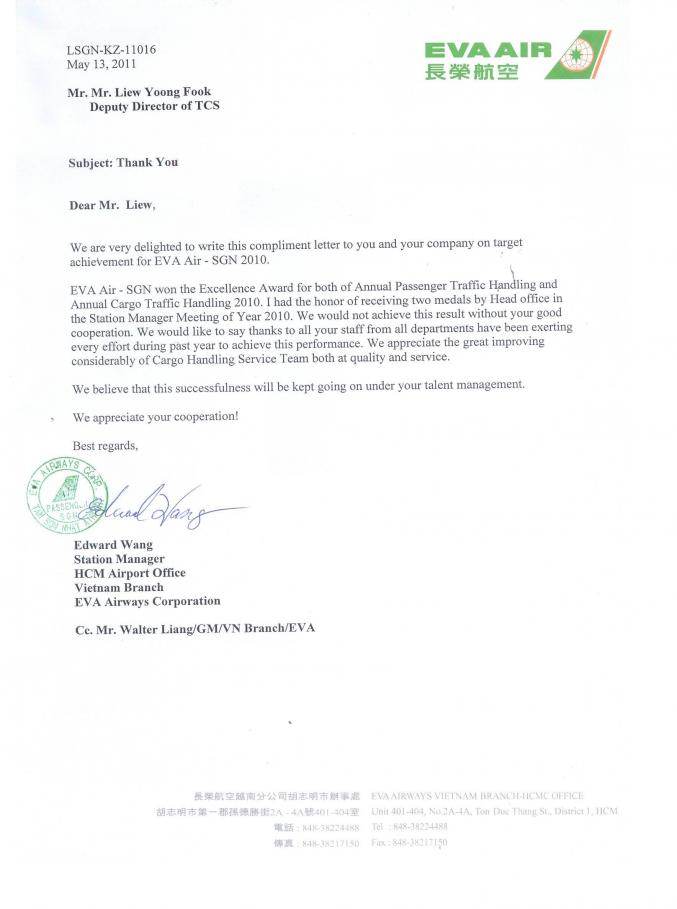 LSGN-KZ-11016
May 13, 2011
EVA AIR
長榮航空
Mr. Mr. Liew Yoong Fook
Deputy Director of TCS
Subject: Thank You
Dear Mr. Liew,
We are very delighted to write this compliment letter to you and your company on target
achievement for EVA Air - SGN 2010.
EVA Air - SGN won the Excellence Award for both of Annual Passenger Traffic Handling and
Annual Cargo Traffic Handling 2010. I had the honor of receiving two medals by Head office in
the Station Manager Meeting of Year 2010. We would not achieve this result without your good
cooperation. We would like to say thanks to all your staff from all departments have been exerting
every effort during past year to achieve this performance. We appreciate the great improving
considerably of Cargo Handling Service Team both at quality and service.
We believe that this successfulness will be kept going on under your talent management.
We appreciate your cooperation!
Best regards,
EVA AIRWAYS CORP
TAN SON NHAT
Edward Wang
Edward Wang
Station Manager
HCM Airport Office
Vietnam Branch
EVA Airways Corporation
Cc. Mr. Walter Liang/GM/VN Branch/EVA
長榮航空越南分公司胡志明市辦事處 EVA AIRWAYS VIETNAM BRANCH-HCMC OFFICE
胡志明市第一郡孫德勝街2A - 4A號401-404室 Unit 401-404, No.2A-4A, Ton Duc Thang St., District 1, HCM
電話 : 848-38224488 Tel : 848-38224488
傳真 : 848-38217150 Fax : 848-38217150